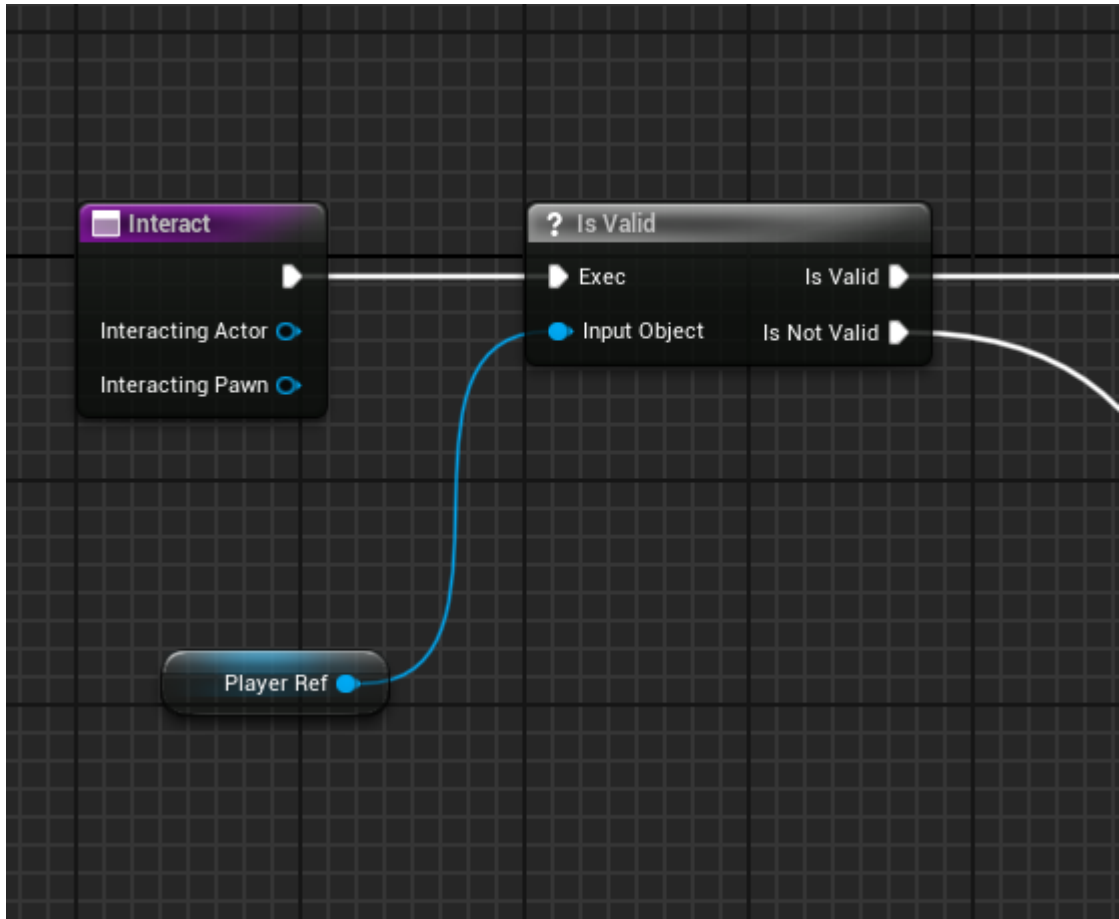 Interact
Interacting Actor
Interacting Pawn
? Is Valid
Exec
Is Valid
Input Object
Is Not Valid
Player Ref